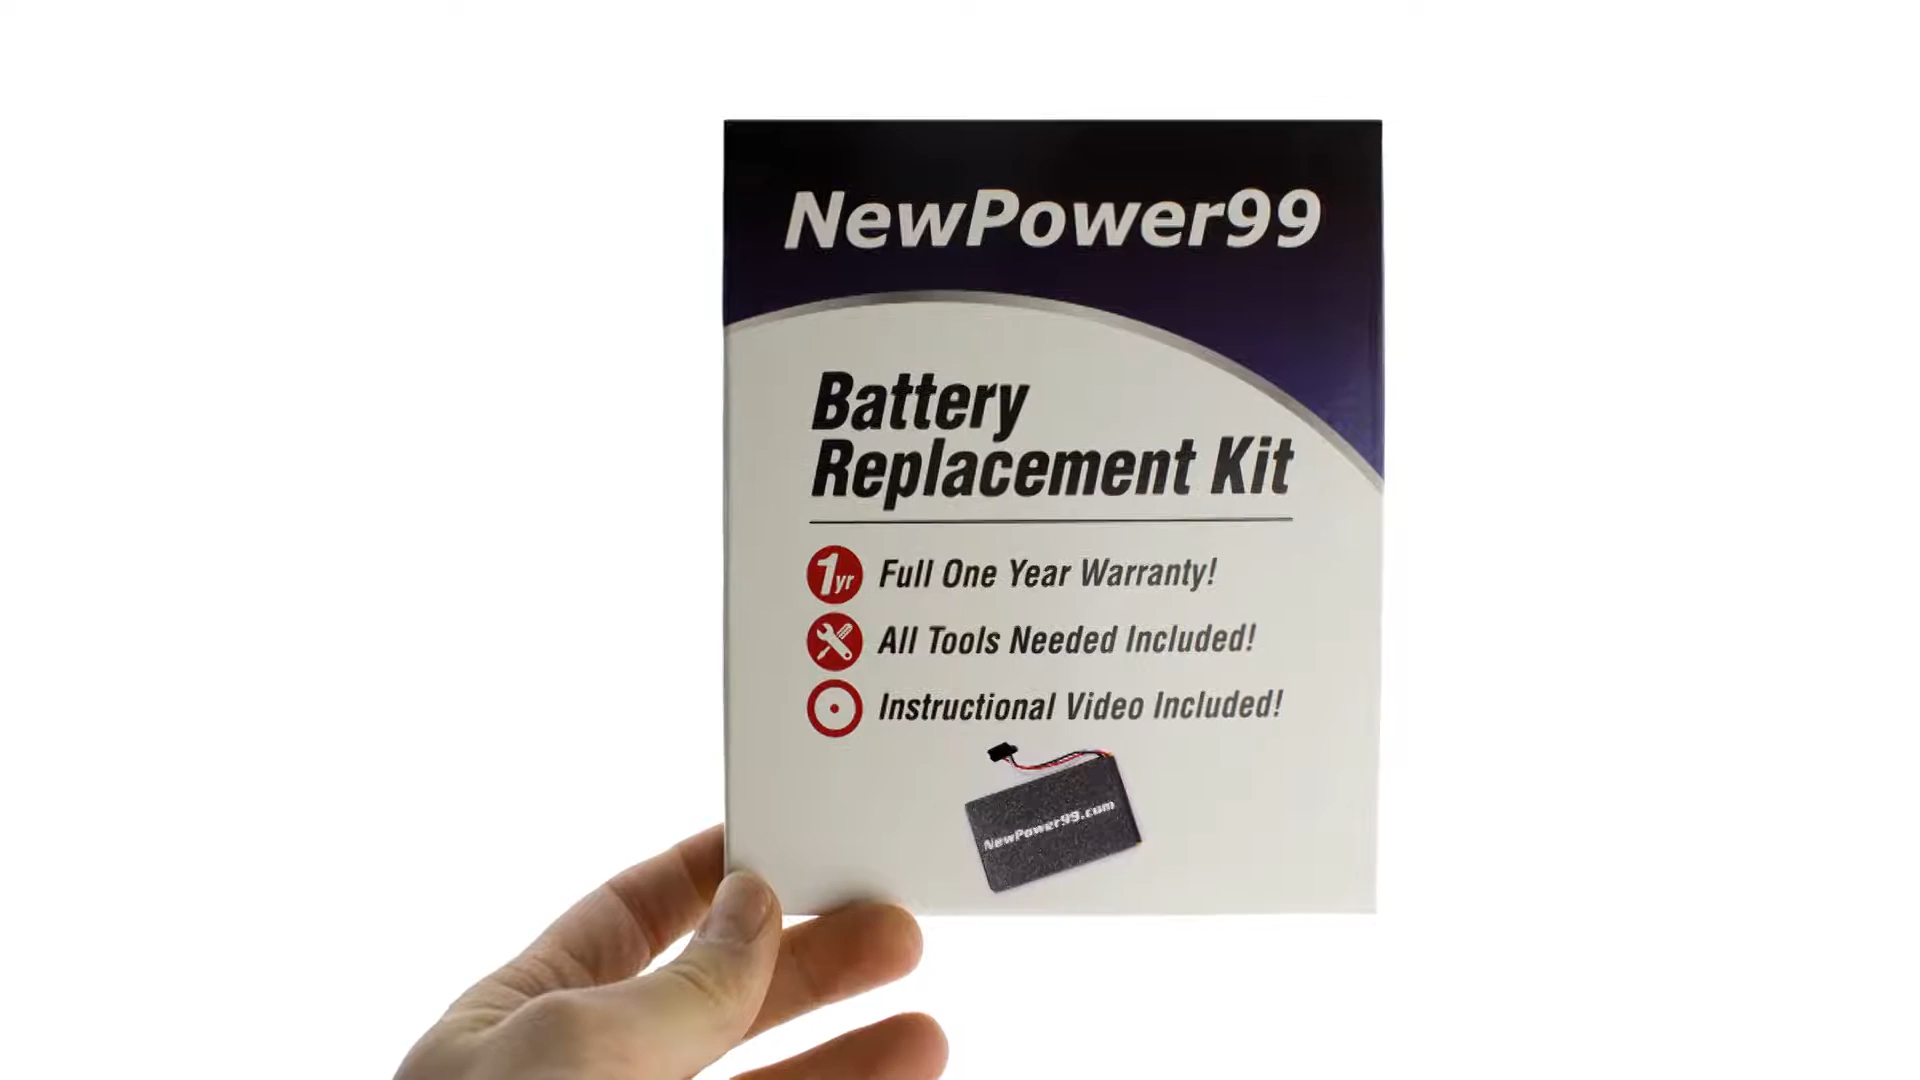 NewPower99
Battery
Replacement Kit
1yr Full One Year Warranty!
All Tools Needed Included!
Instructional Video Included!
NewPower99.com